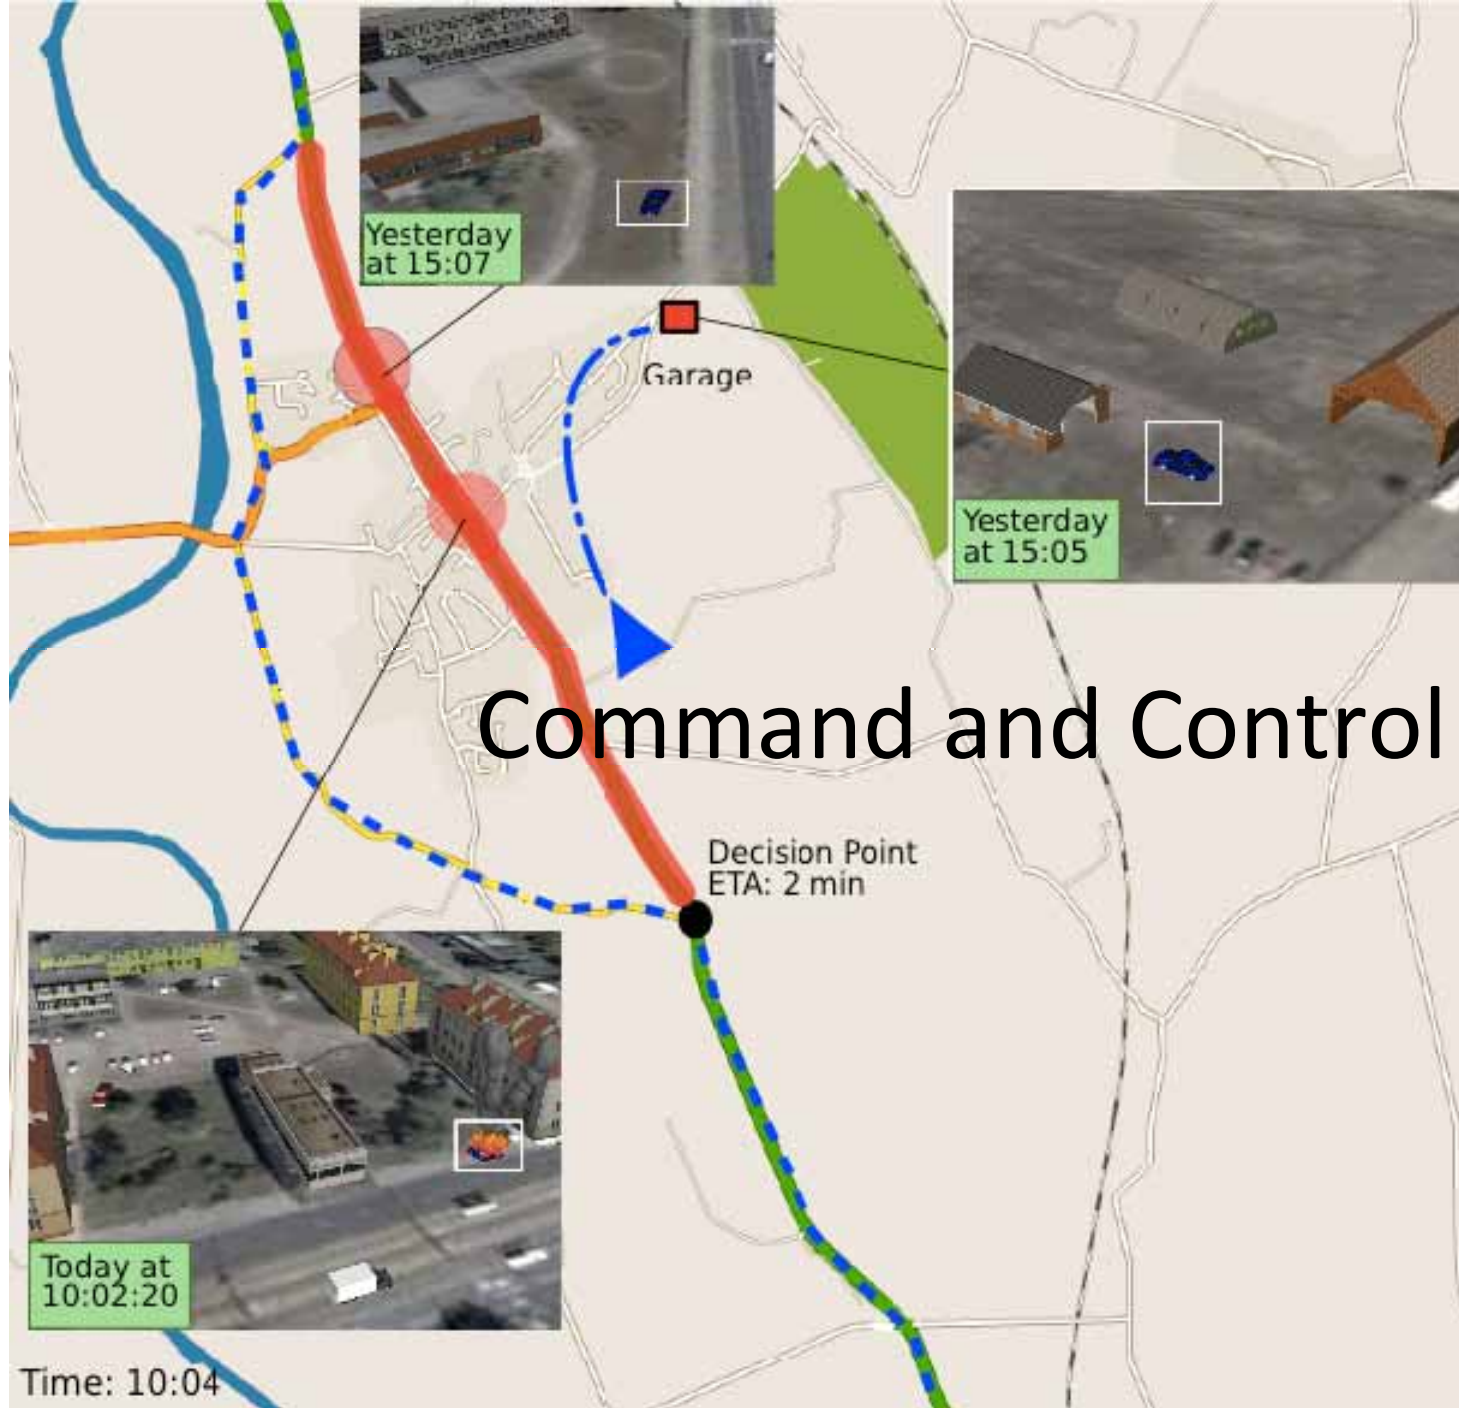 Yesterday
at 15:07
Garage
Yesterday
at 15:05
Command and Control
Decision Point
ETA: 2 min
Today at
10:02:20
Time: 10:04